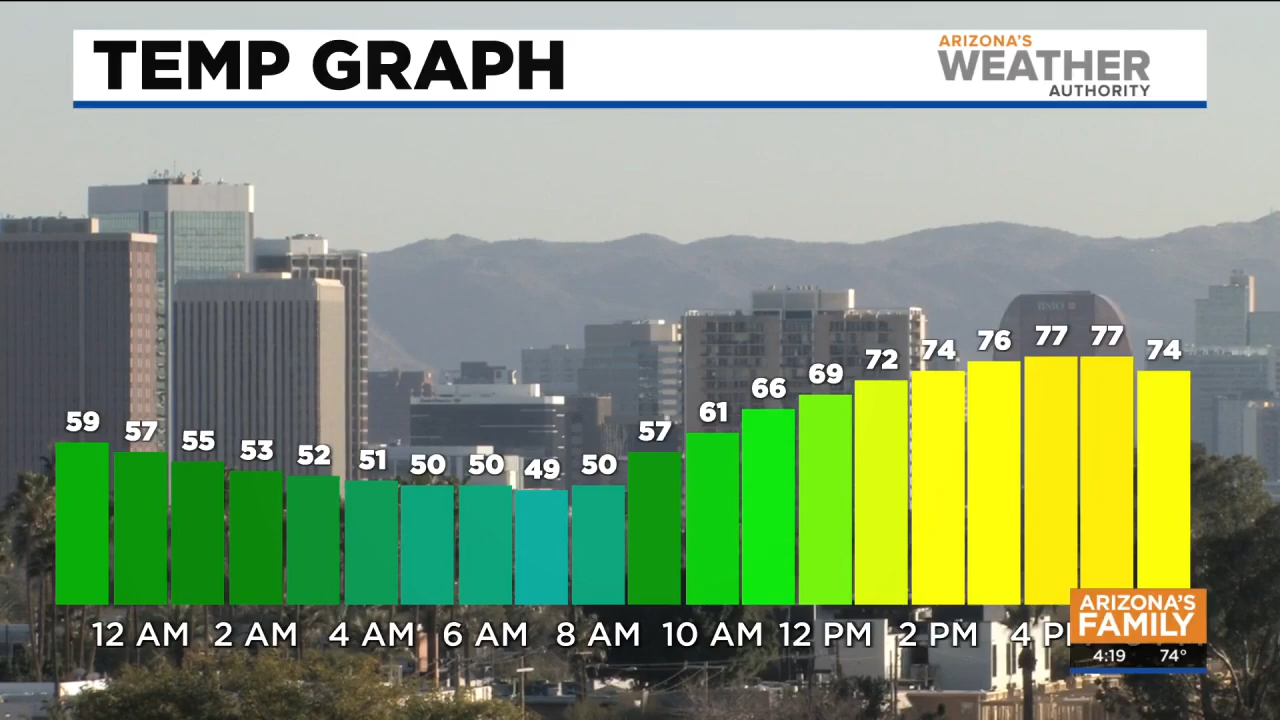 TEMP GRAPH
ARIZONA'S
WEATHER
AUTHORITY
59 57 55 53 52 51 50 50 49 50 57 61 66 69 72 74 76 77 77 74
12 AM 2 AM 4 AM 6 AM 8 AM 10 AM 12 PM 2 PM 4 P
ARIZONA'S
FAMILY
4:19 74°